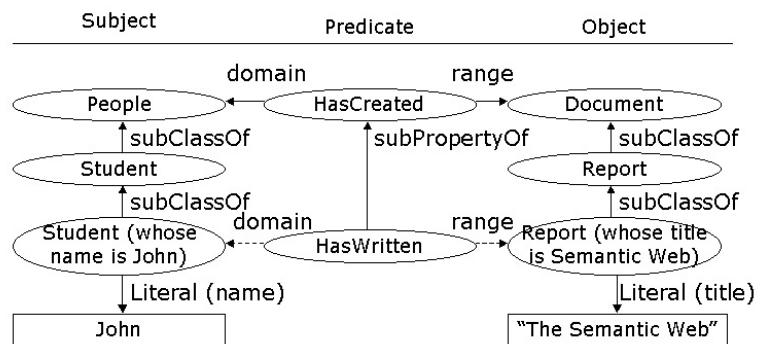 Subject Predicate Object
domain range
People HasCreated Document
subClassOf subPropertyOf subClassOf
Student Report
subClassOf subClassOf
domain range
Student (whose
name is John)
HasWritten
Report (whose title
is Semantic Web)
Literal (name) Literal (title)
John "The Semantic Web"